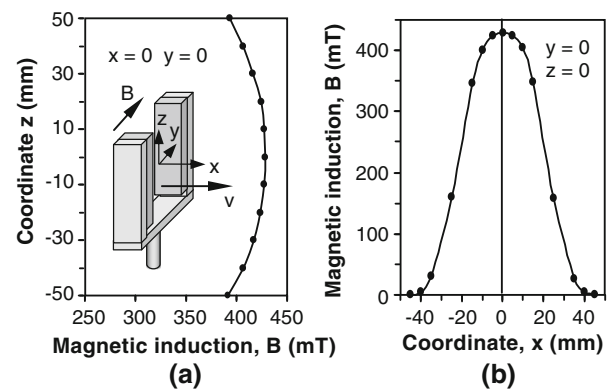 50
30
10
-10
-30
-50
Coordinate z (mm)
x = 0 y = 0
B
z
y
x
v
250 300 350 400 450
Magnetic induction, B (mT)
(a)
400
300
200
100
0
Magnetic induction, B (mT)
y = 0
z = 0
-40 -20 0 20 40
Coordinate, x (mm)
(b)